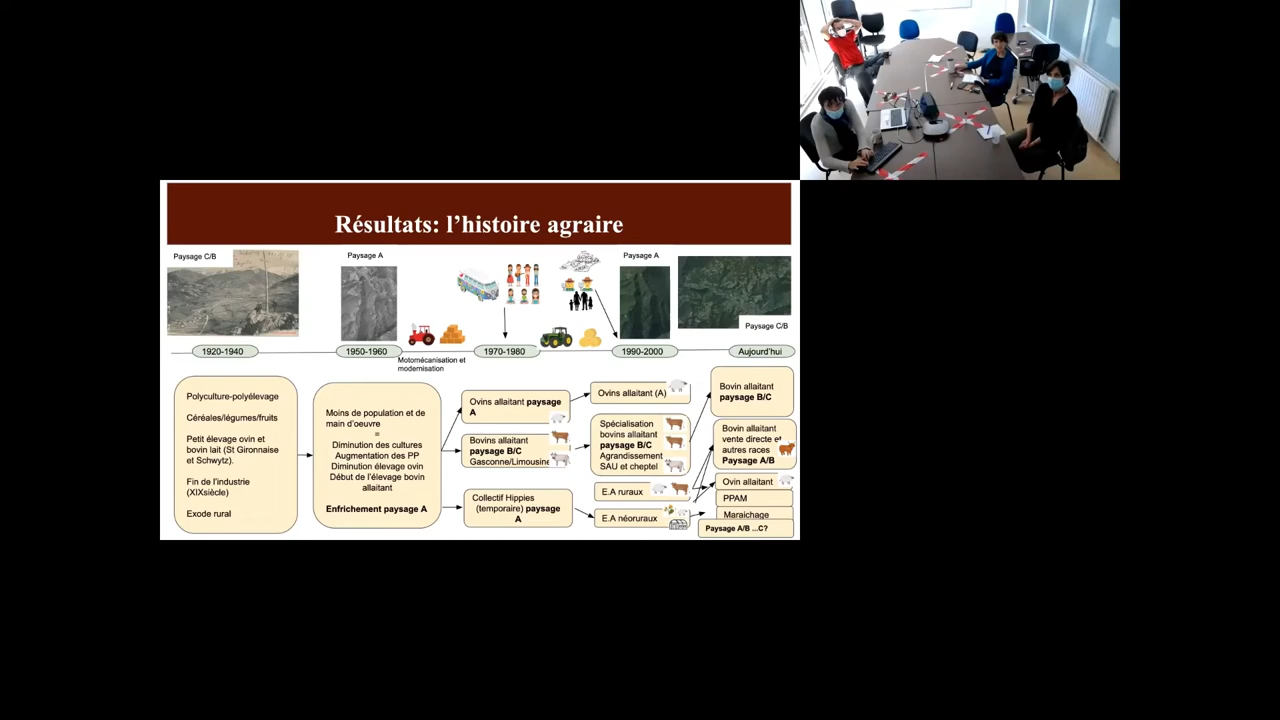 Résultats: l'histoire agraire
Paysage C/B
Paysage A
Paysage A
Paysage C/B
1920-1940
1950-1960
1970-1980
1990-2000
Aujourd'hui
Motomécanisation et
modernisation
Polyculture-polyélevage
Céréales/légumes/fruits
Petit élevage ovin et
bovin lait (St Gironnaise
et Schwytz).
Fin de l'industrie
(XIXsiècle)
Exode rural
Moins de population et de
main d'oeuvre
=
Diminution des cultures
Augmentation des PP
Diminution élevage ovin
Début de l'élevage bovin
allaitant
Enfrichement paysage A
Ovins allaitant paysage
A
Bovins allaitant
paysage B/C
Gasconne/Limousine
Collectif Hippies
(temporaire) paysage
A
Ovins allaitant (A)
Spécialisation
bovins allaitant
paysage B/C
Agrandissement
SAU et cheptel
E.A ruraux
E.A néoruraux
Bovin allaitant
paysage B/C
Bovin allaitant
vente directe et
autres races
Paysage A/B
Ovin allaitant
PPAM
Maraichage
Paysage A/B ...C?